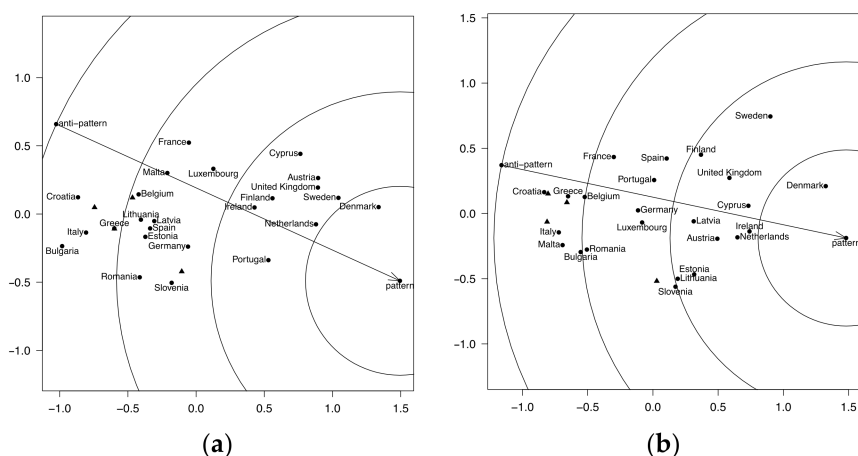 1.0
0.5
0.0
−0.5
−1.0
anti-pattern
France
Malta
Luxembourg
Cyprus
Croatia
Belgium
Austria
United Kingdom
Finland
Sweden
Ireland
Denmark
Lithuania
Latvia
Greece
Spain
Italy
Estonia
Netherlands
Bulgaria
Germany
Portugal
Romania
Slovenia
pattern
−1.0 −0.5 0.0 0.5 1.0 1.5
(a)
1.5
1.0
0.5
0.0
−0.5
−1.0
Sweden
Finland
France
Spain
anti-pattern
United Kingdom
Portugal
Denmark
Croatia
Greece
Belgium
Cyprus
Germany
Latvia
Luxembourg
Ireland
Italy
Austria
Netherlands
pattern
Malta
Romania
Bulgaria
Estonia
Lithuania
Slovenia
−1.0 −0.5 0.0 0.5 1.0 1.5
(b)